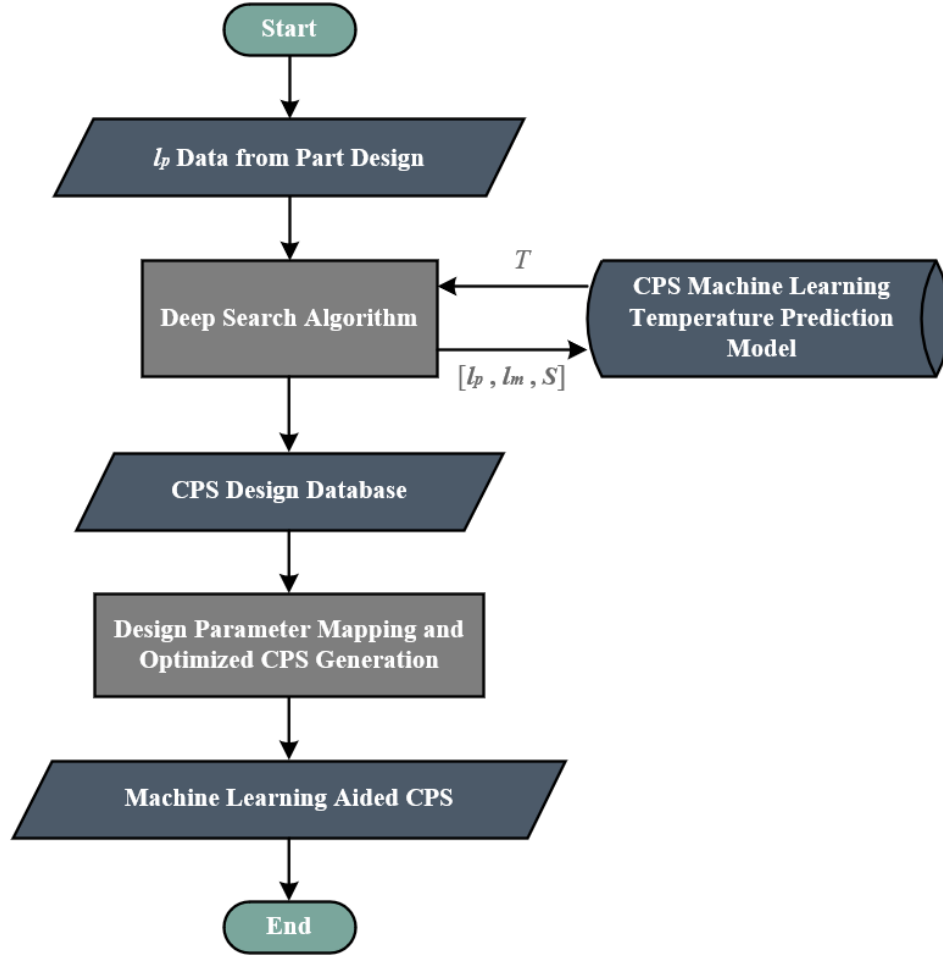 Start
lp Data from Part Design
T
Deep Search Algorithm
CPS Machine Learning
Temperature Prediction
Model
[lp , lm , S]
CPS Design Database
Design Parameter Mapping and
Optimized CPS Generation
Machine Learning Aided CPS
End